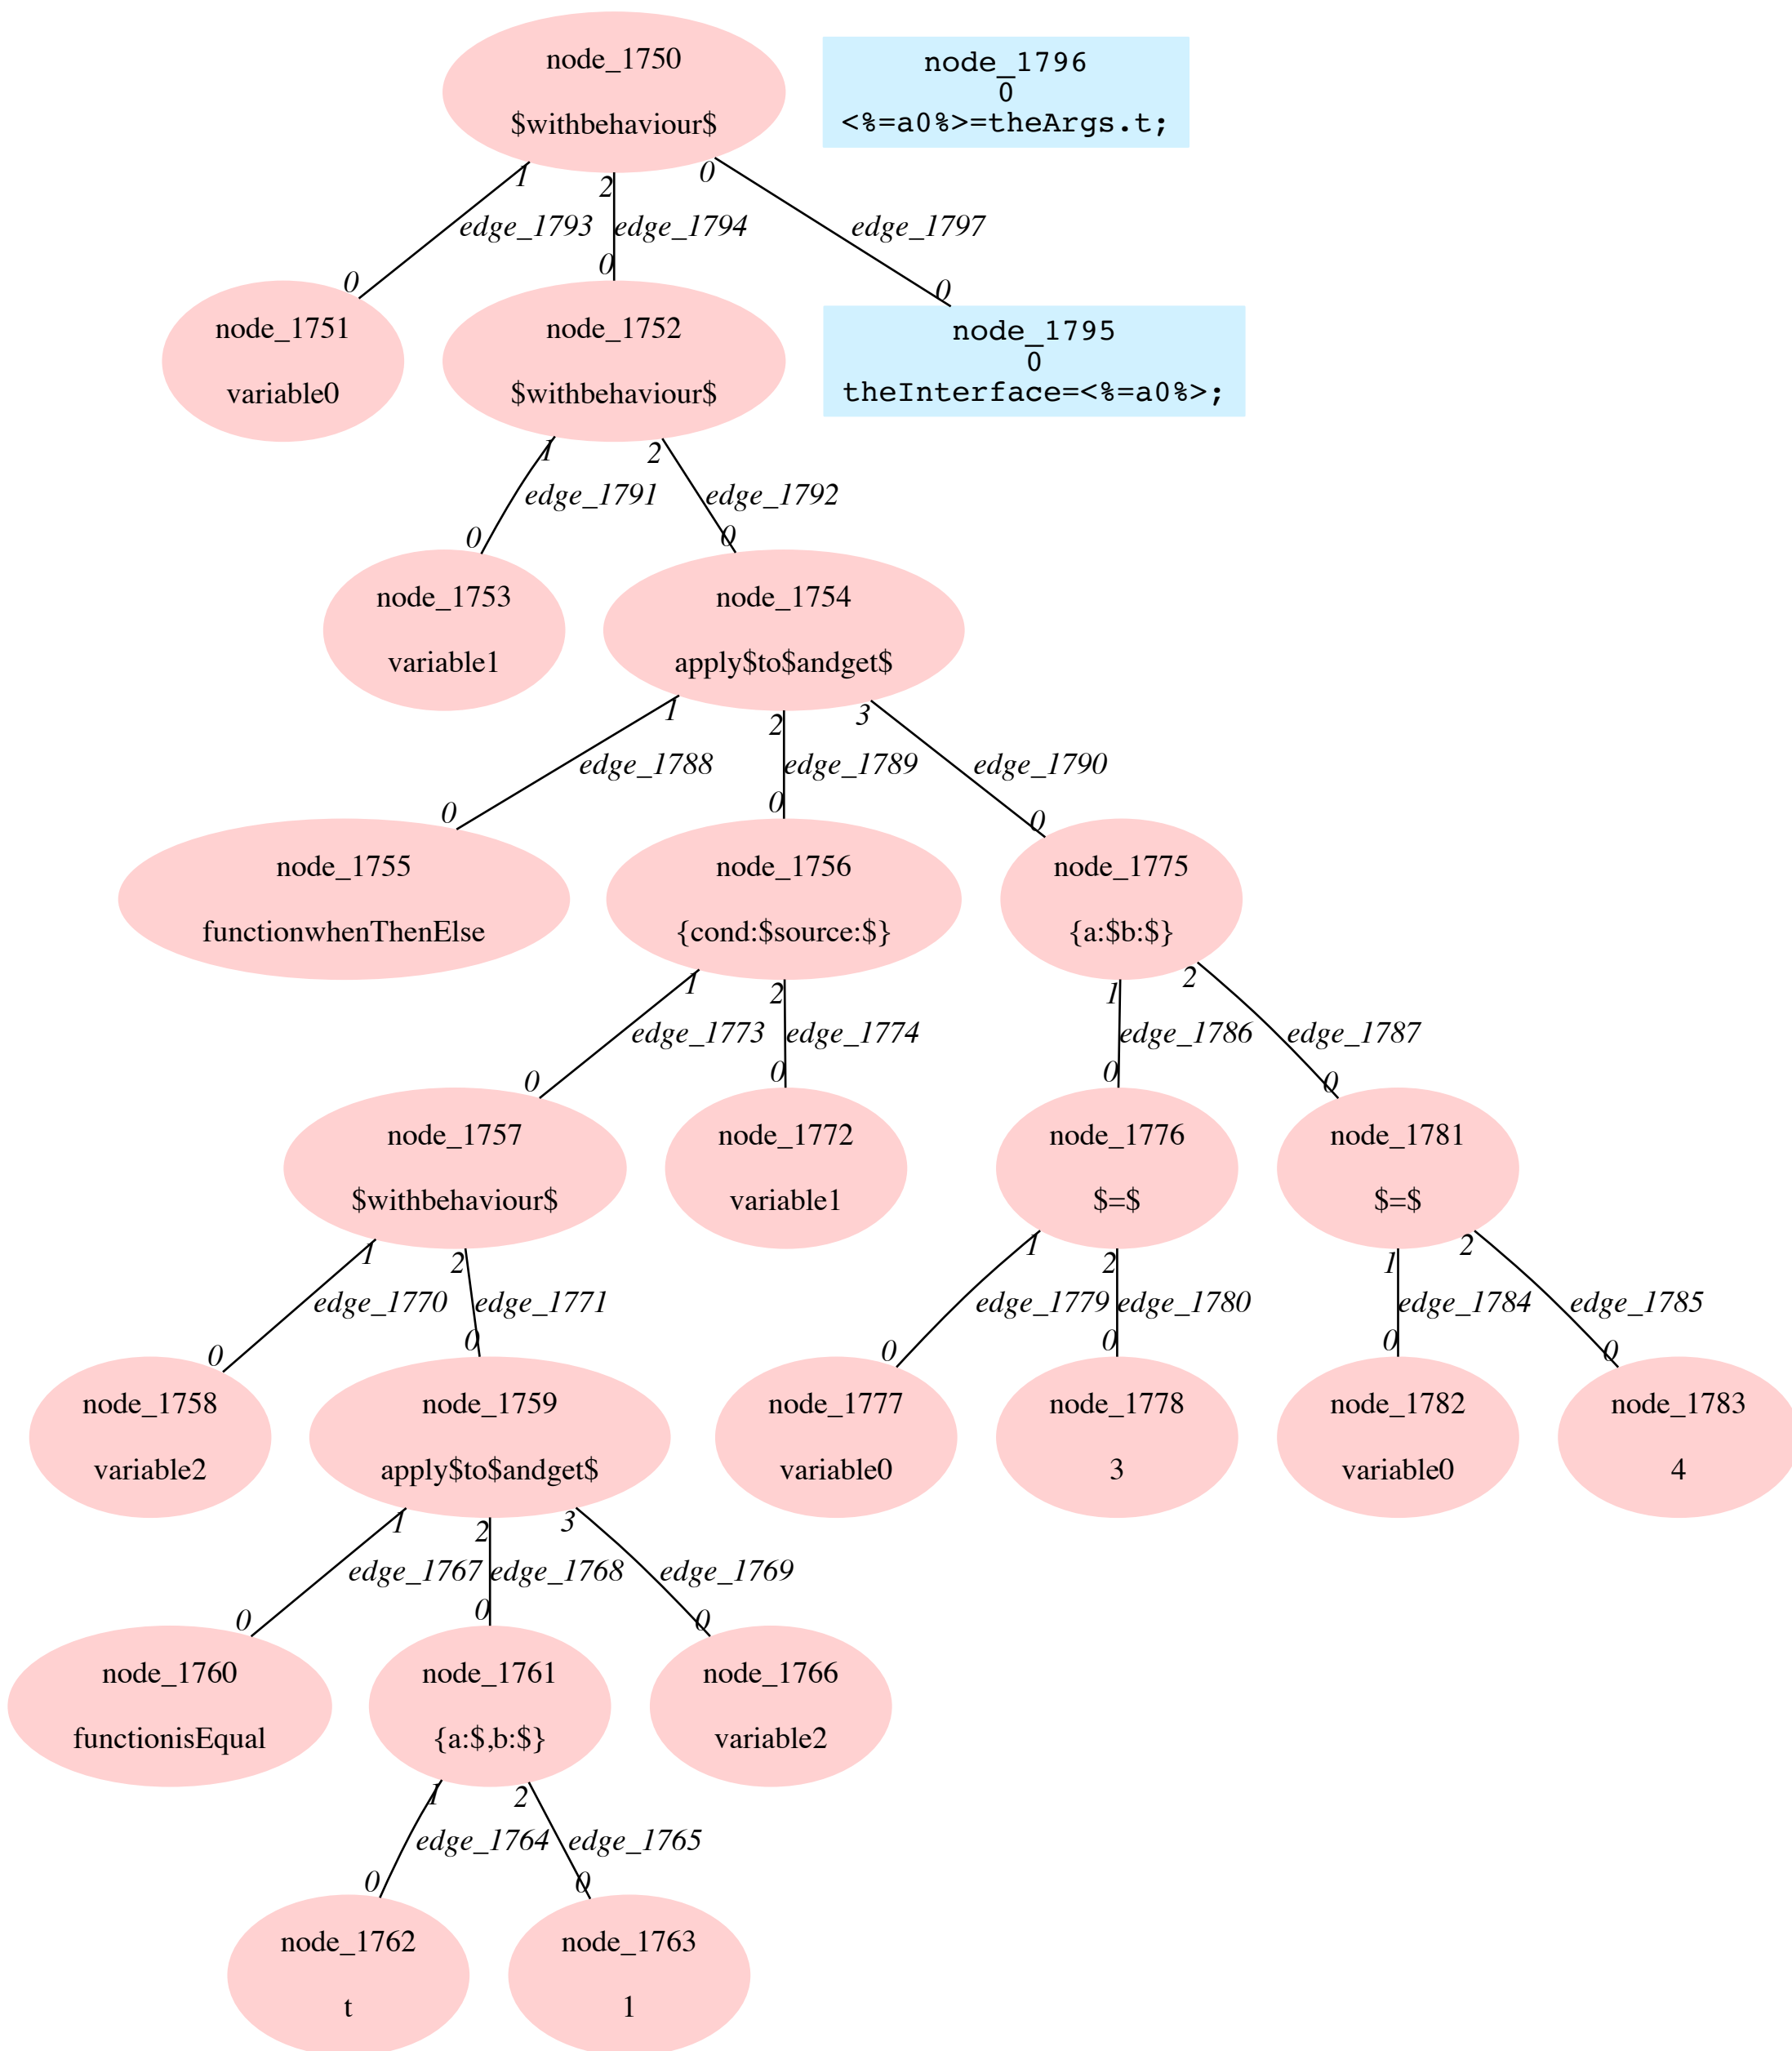 node_1750
$withbehaviour$
node_1796
0
<%=a0%>=theArgs.t;
1
2
0
edge_1793
edge_1794
edge_1797
0
0
0
node_1751
variable0
node_1752
$withbehaviour$
node_1795
0
theInterface=<%=a0%>;
1
2
edge_1791
edge_1792
0
0
node_1753
variable1
node_1754
apply$to$andget$
1
2
3
edge_1788
edge_1789
edge_1790
0
0
0
node_1755
functionwhenThenElse
node_1756
{cond:$source:$}
node_1775
{a:$b:$}
1
2
1
2
edge_1773
edge_1774
edge_1786
edge_1787
0
0
0
0
node_1757
$withbehaviour$
node_1772
variable1
node_1776
$=$
node_1781
$=$
1
2
1
2
1
2
edge_1770
edge_1771
edge_1779
edge_1780
edge_1784
edge_1785
0
0
0
0
0
0
node_1758
variable2
node_1759
apply$to$andget$
node_1777
variable0
node_1778
3
node_1782
variable0
node_1783
4
1
2
3
edge_1767
edge_1768
edge_1769
0
0
0
node_1760
functionisEqual
node_1761
{a:$,b:$}
node_1766
variable2
1
2
edge_1764
edge_1765
0
0
node_1762
t
node_1763
1